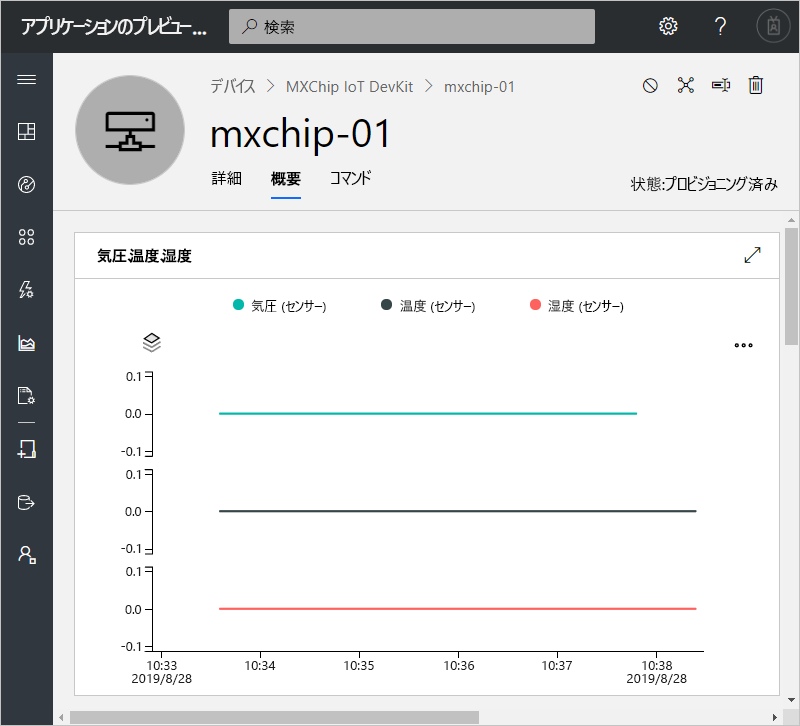 アプリケーションのプレビュー...
検索
デバイス > MXChip IoT DevKit > mxchip-01
mxchip-01
詳細 概要 コマンド
状態:プロビジョニング済み
気圧,温度,湿度
気圧 (センサー) 温度 (センサー) 湿度 (センサー)
0.1
0.0
-0.1
0.1
0.0
-0.1
0.1
0.0
-0.1
10:33 10:34 10:35 10:36 10:37 10:38
2019/8/28 2019/8/28